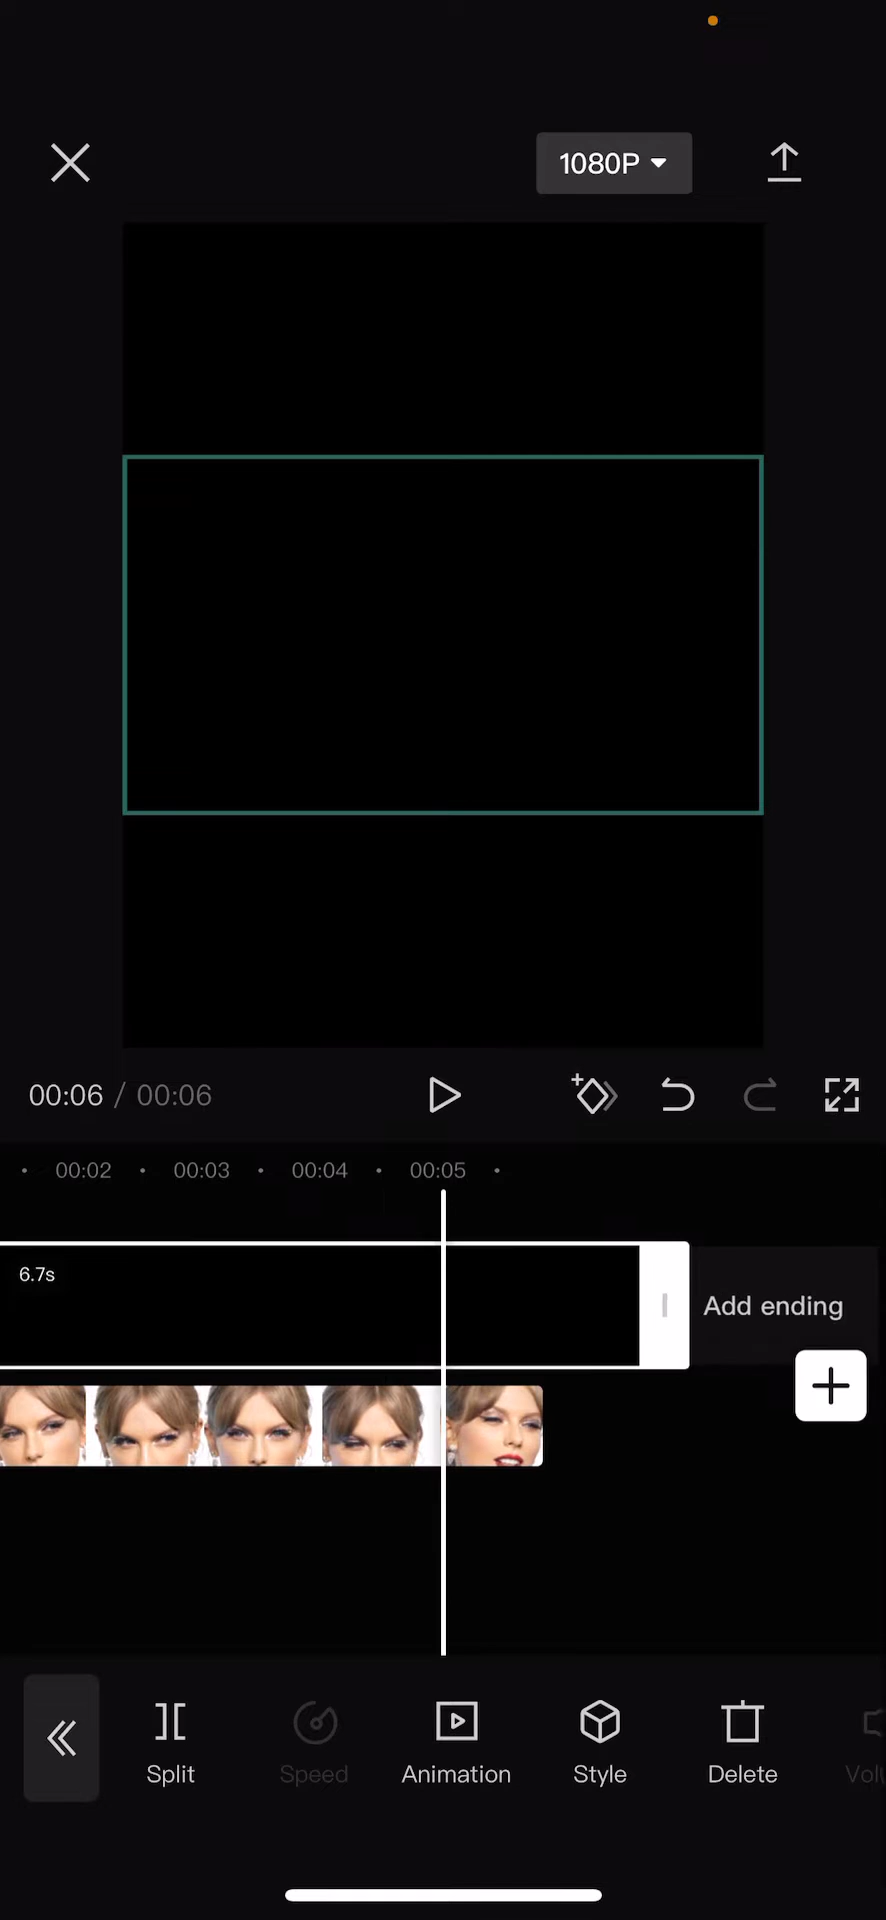 1080P
00:06 / 00:06
00:02 00:03 00:04 00:05
6.7s
Add ending
Split Speed Animation Style Delete